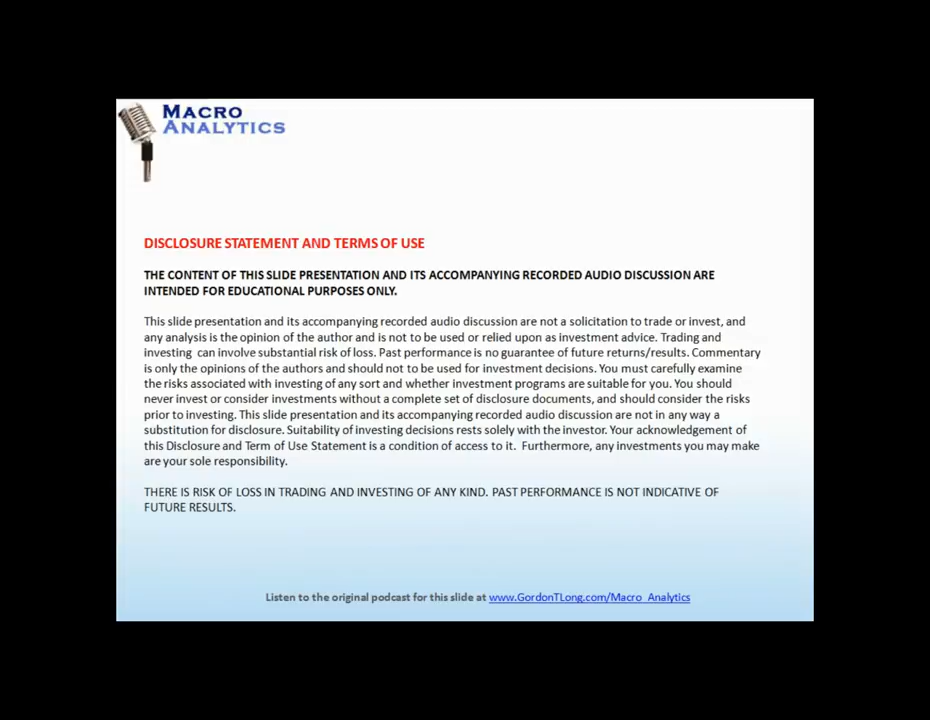 MACRO
ANALYTICS
DISCLOSURE STATEMENT AND TERMS OF USE
THE CONTENT OF THIS SLIDE PRESENTATION AND ITS ACCOMPANYING RECORDED AUDIO DISCUSSION ARE
INTENDED FOR EDUCATIONAL PURPOSES ONLY.
This slide presentation and its accompanying recorded audio discussion are not a solicitation to trade or invest, and
any analysis is the opinion of the author and is not to be used or relied upon as investment advice. Trading and
investing can involve substantial risk of loss. Past performance is no guarantee of future returns/results. Commentary
is only the opinions of the authors and should not to be used for investment decisions. You must carefully examine
the risks associated with investing of any sort and whether investment programs are suitable for you. You should
never invest or consider investments without a complete set of disclosure documents, and should consider the risks
prior to investing. This slide presentation and its accompanying recorded audio discussion are not in any way a
substitution for disclosure. Suitability of investing decisions rests solely with the investor. Your acknowledgement of
this Disclosure and Term of Use Statement is a condition of access to it. Furthermore, any investments you may make
are your sole responsibility.
THERE IS RISK OF LOSS IN TRADING AND INVESTING OF ANY KIND. PAST PERFORMANCE IS NOT INDICATIVE OF
FUTURE RESULTS.
Listen to the original podcast for this slide at www.GordonTLong.com/Macro_Analytics